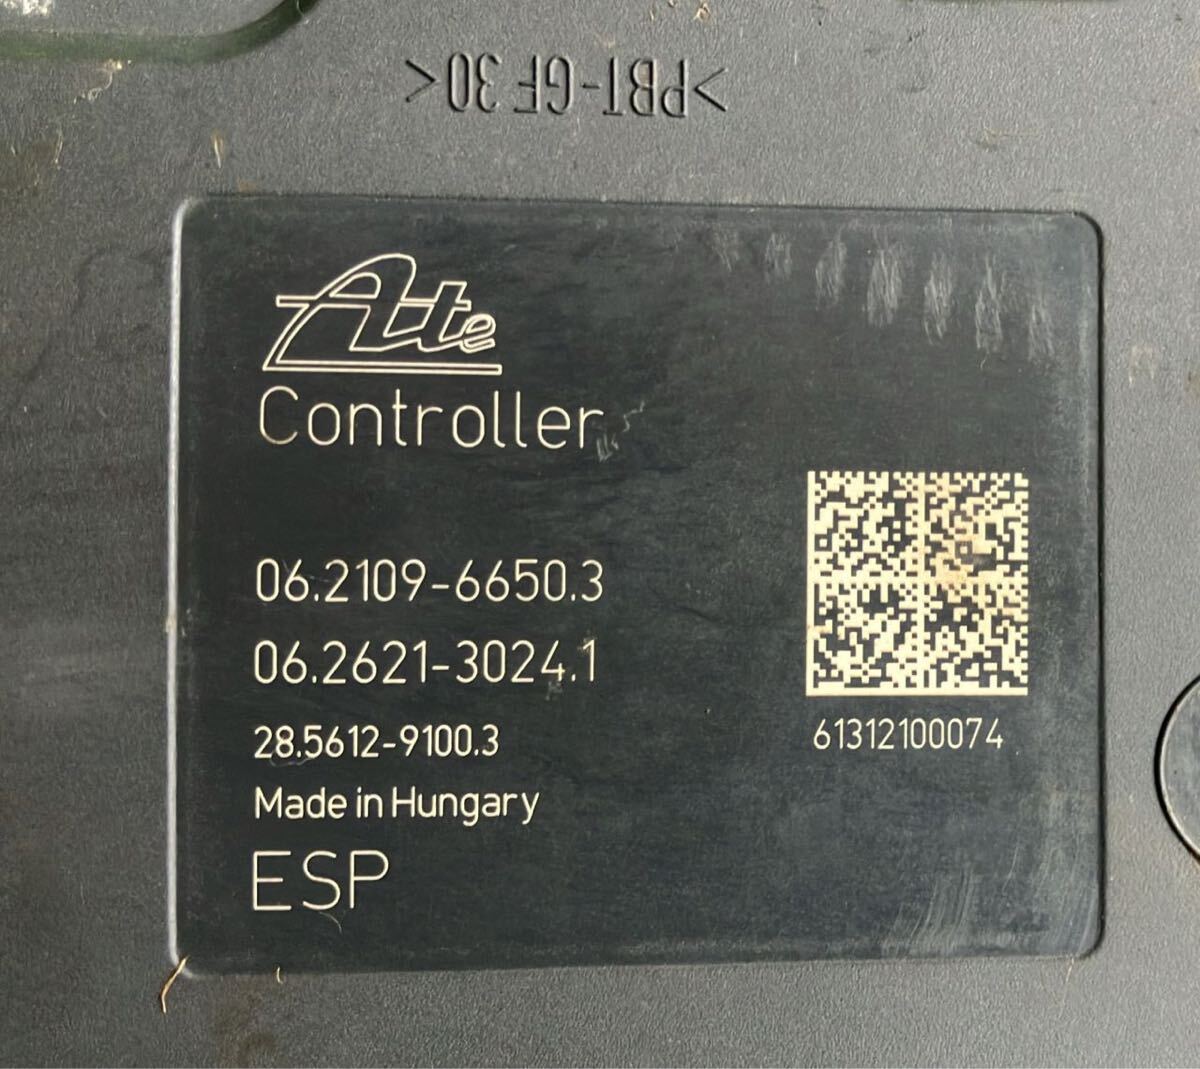 >PBT-GF 30<
Ate
Controller
06.2109-6650.3
06.2621-3024.1
28.5612-9100.3
Made in Hungary
ESP
61312100074